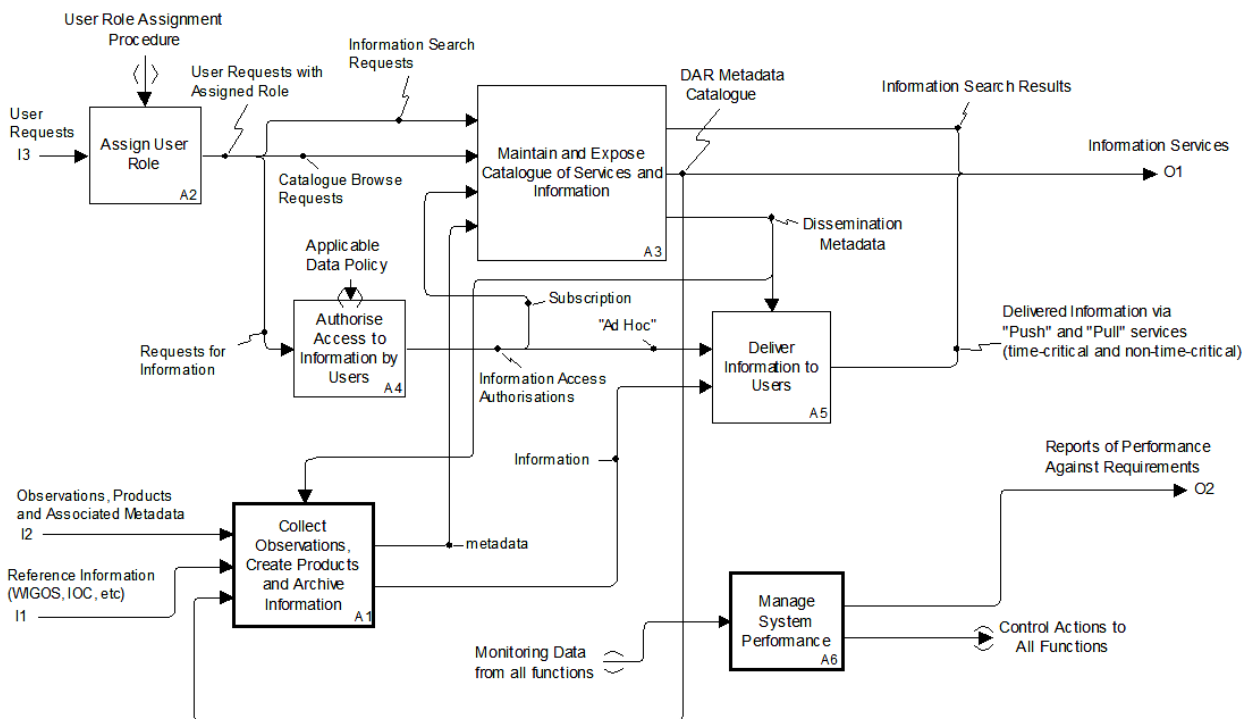 User Role Assignment
Procedure
Information Search
Requests
User Requests with
Assigned Role
DAR Metadata
Catalogue
Information Search Results
User
Requests
I3
Assign User
Role
A2
Catalogue Browse
Requests
Maintain and Expose
Catalogue of Services and
Information
A3
Information Services
O1
Dissemination
Metadata
Applicable
Data Policy
Subscription
"Ad Hoc"
Requests for
Information
Authorise
Access to
Information by
Users
A4
Information Access
Authorisations
Deliver
Information to
Users
A5
Delivered Information via
"Push" and "Pull" services
(time-critical and non-time-critical)
Information
Observations, Products
and Associated Metadata
I2
Reference Information
(WIGOS, IOC, etc)
I1
Collect
Observations,
Create Products
and Archive
Information
A1
metadata
Reports of Performance
Against Requirements
O2
Monitoring Data
from all functions
Manage
System
Performance
A6
Control Actions to
All Functions